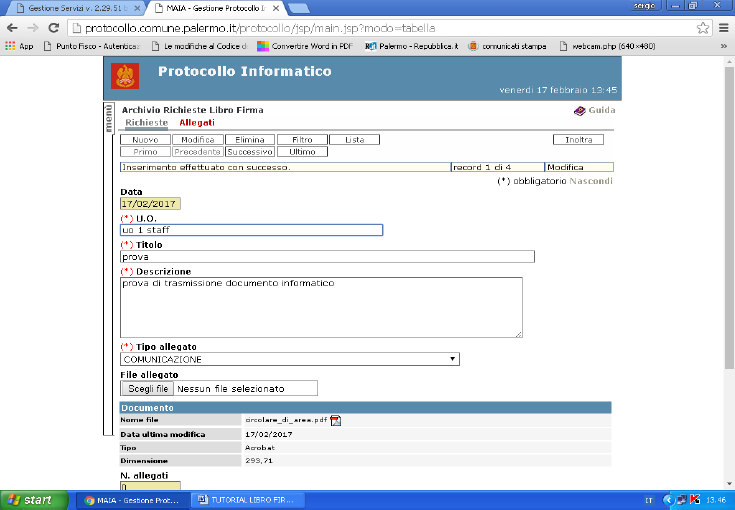 Gestione Servizi v. 2.29.51
MAIA - Gestione Protocollo In
sergio
protocollo.comune.palermo.it/protocollo/jsp/main.jsp?modo=tabella
App Punto Fisco - Autentica Le modifiche al Codice di Convertire Word in PDF Palermo - Repubblica.it comunicati stampa webcam.php (640×480) »
Protocollo Informatico
venerdì 17 febbraio 13:45
menu
Archivio Richieste Libro Firma Guida
Richieste Allegati
Nuovo Modifica Elimina Filtro Lista Inoltra
Primo Precedente Successivo Ultimo
Inserimento effettuato con successo. record 1 di 4 Modifica
(*) obbligatorio Nascondi
Data
17/02/2017
(*) U.O.
uo 1 staff
(*) Titolo
prova
(*) Descrizione
prova di trasmissione documento informatico
(*) Tipo allegato
COMUNICAZIONE
File allegato
Scegli file Nessun file selezionato
Documento
Nome file circolare_di_area.pdf
Data ultima modifica 17/02/2017
Tipo Acrobat
Dimensione 293,71
N. allegati
0
start MAIA - Gestione Prot... TUTORIAL LIBRO FIR... IT 13.46